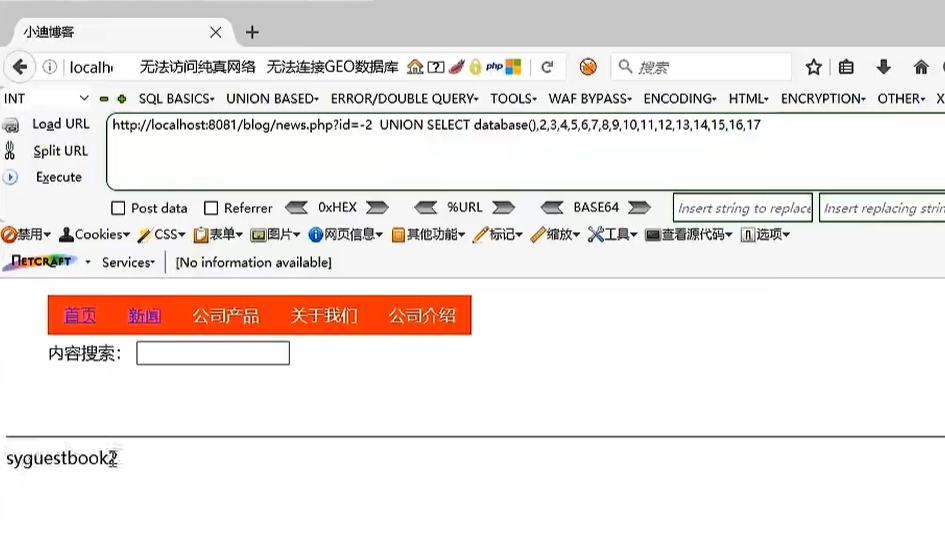 小迪博客
localh 无法访问纯真网络 无法连接GEO数据库 php 搜索
INT SQL BASICS UNION BASED ERROR/DOUBLE QUERY TOOLS WAF BYPASS ENCODING HTML ENCRYPTION OTHER X
Load URL http://localhost:8081/blog/news.php?id=-2 UNION SELECT database(),2,3,4,5,6,7,8,9,10,11,12,13,14,15,16,17
Split URL
Execute
Post data Referrer 0xHEX %URL BASE64 Insert string to replace Insert replacing strin
禁用 Cookies CSS 表单 图片 网页信息 其他功能 标记 缩放 工具 查看源代码 选项
NETCRAFT Services [No information available]
首页 新闻 公司产品 关于我们 公司介绍
内容搜索：
syguestbook2